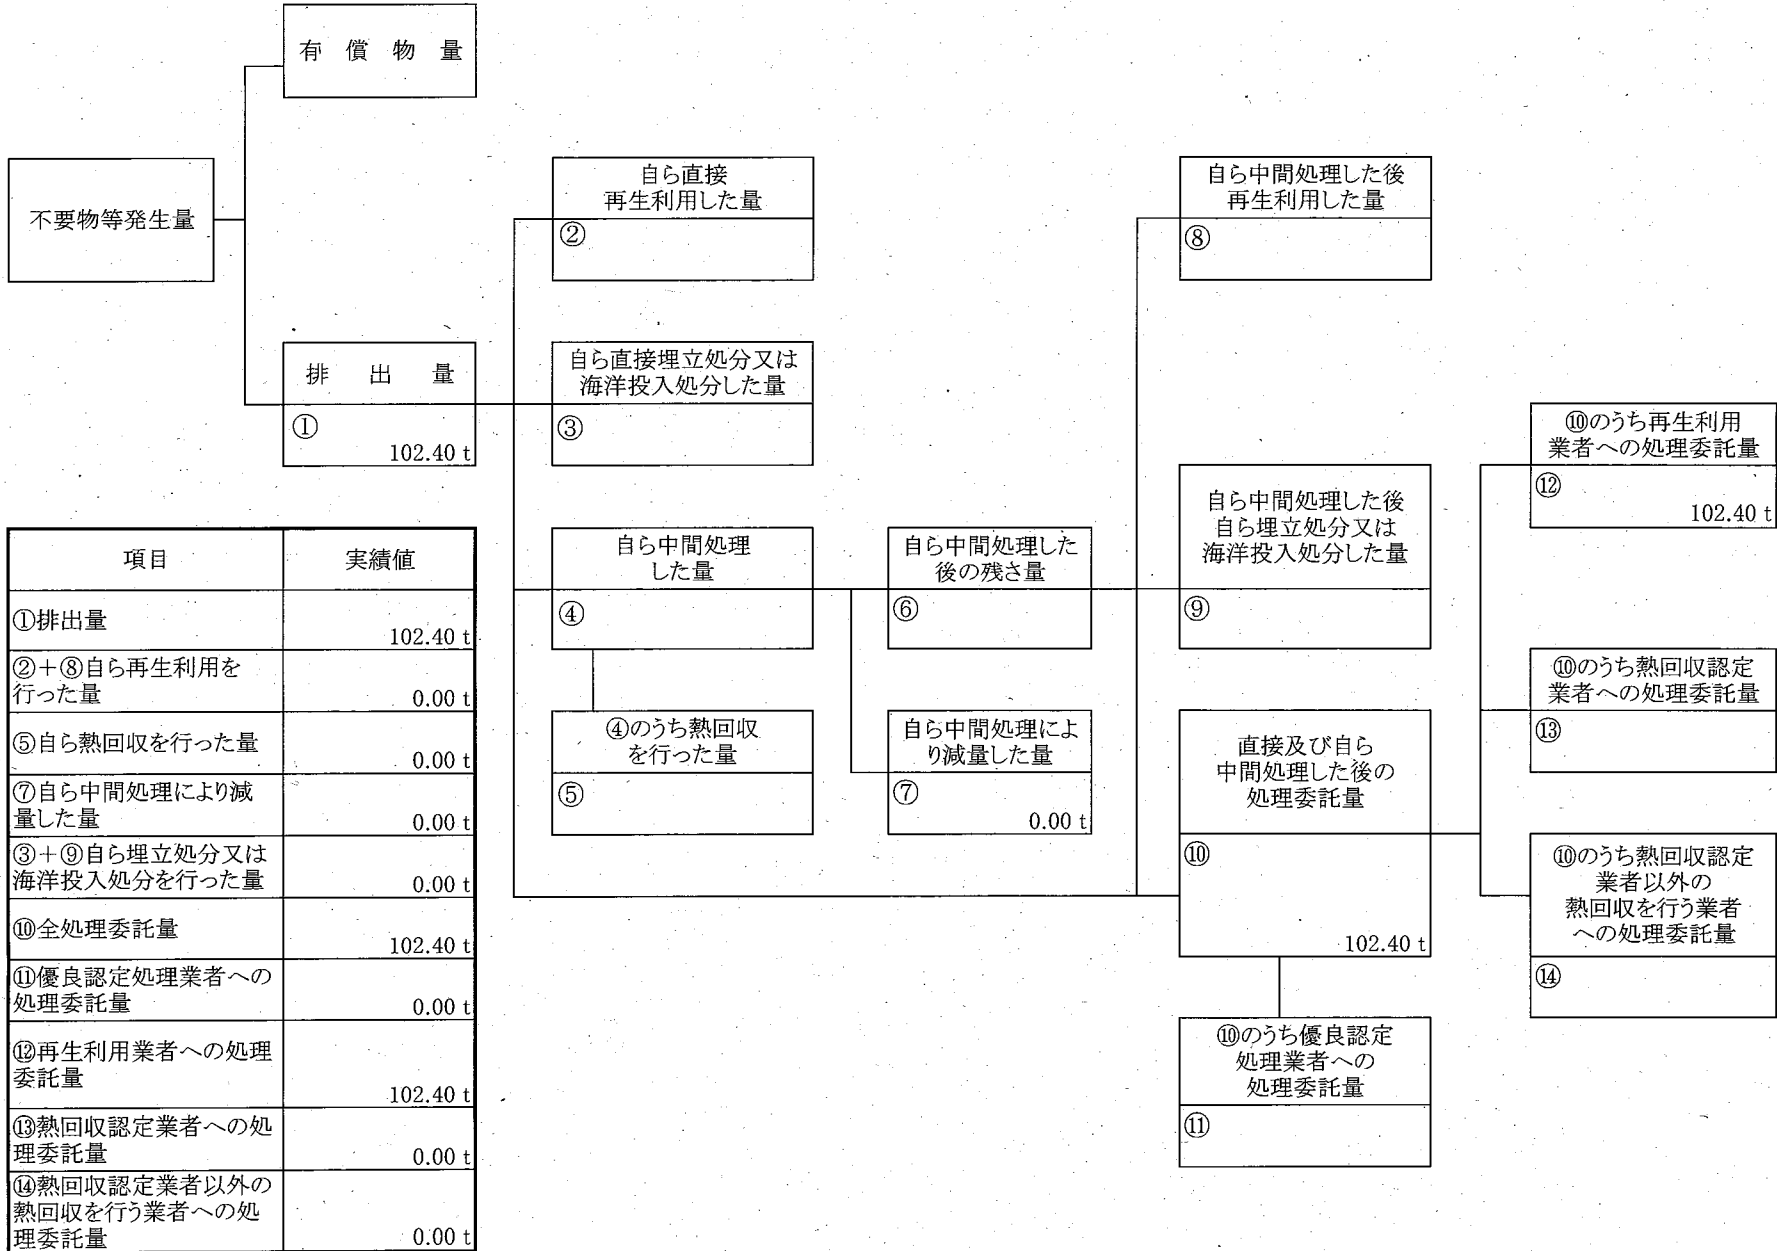 有償物量
不要物等発生量
排出量
①
102.40 t
自ら直接
再生利用した量
②
自ら直接埋立処分又は
海洋投入処分した量
③
自ら中間処理
した量
④
④のうち熱回収
を行った量
⑤
自ら中間処理した
後の残さ量
⑥
自ら中間処理によ
り減量した量
⑦
0.00 t
自ら中間処理した後
再生利用した量
⑧
自ら中間処理した後
自ら埋立処分又は
海洋投入処分した量
⑨
直接及び自ら
中間処理した後の
処理委託量
⑩
102.40 t
⑩のうち優良認定
処理業者への
処理委託量
⑪
⑩のうち再生利用
業者への処理委託量
⑫
102.40 t
⑩のうち熱回収認定
業者への処理委託量
⑬
⑩のうち熱回収認定
業者以外の
熱回収を行う業者
への処理委託量
⑭
項目 実績値
①排出量
102.40 t
②+⑧自ら再生利用を
行った量
0.00 t
⑤自ら熱回収を行った量
0.00 t
⑦自ら中間処理により減
量した量
0.00 t
③+⑨自ら埋立処分又は
海洋投入処分を行った量
0.00 t
⑩全処理委託量
102.40 t
⑪優良認定処理業者への
処理委託量
0.00 t
⑫再生利用業者への処理
委託量
102.40 t
⑬熱回収認定業者への処
理委託量
0.00 t
⑭熱回収認定業者以外の
熱回収を行う業者への処
理委託量
0.00 t